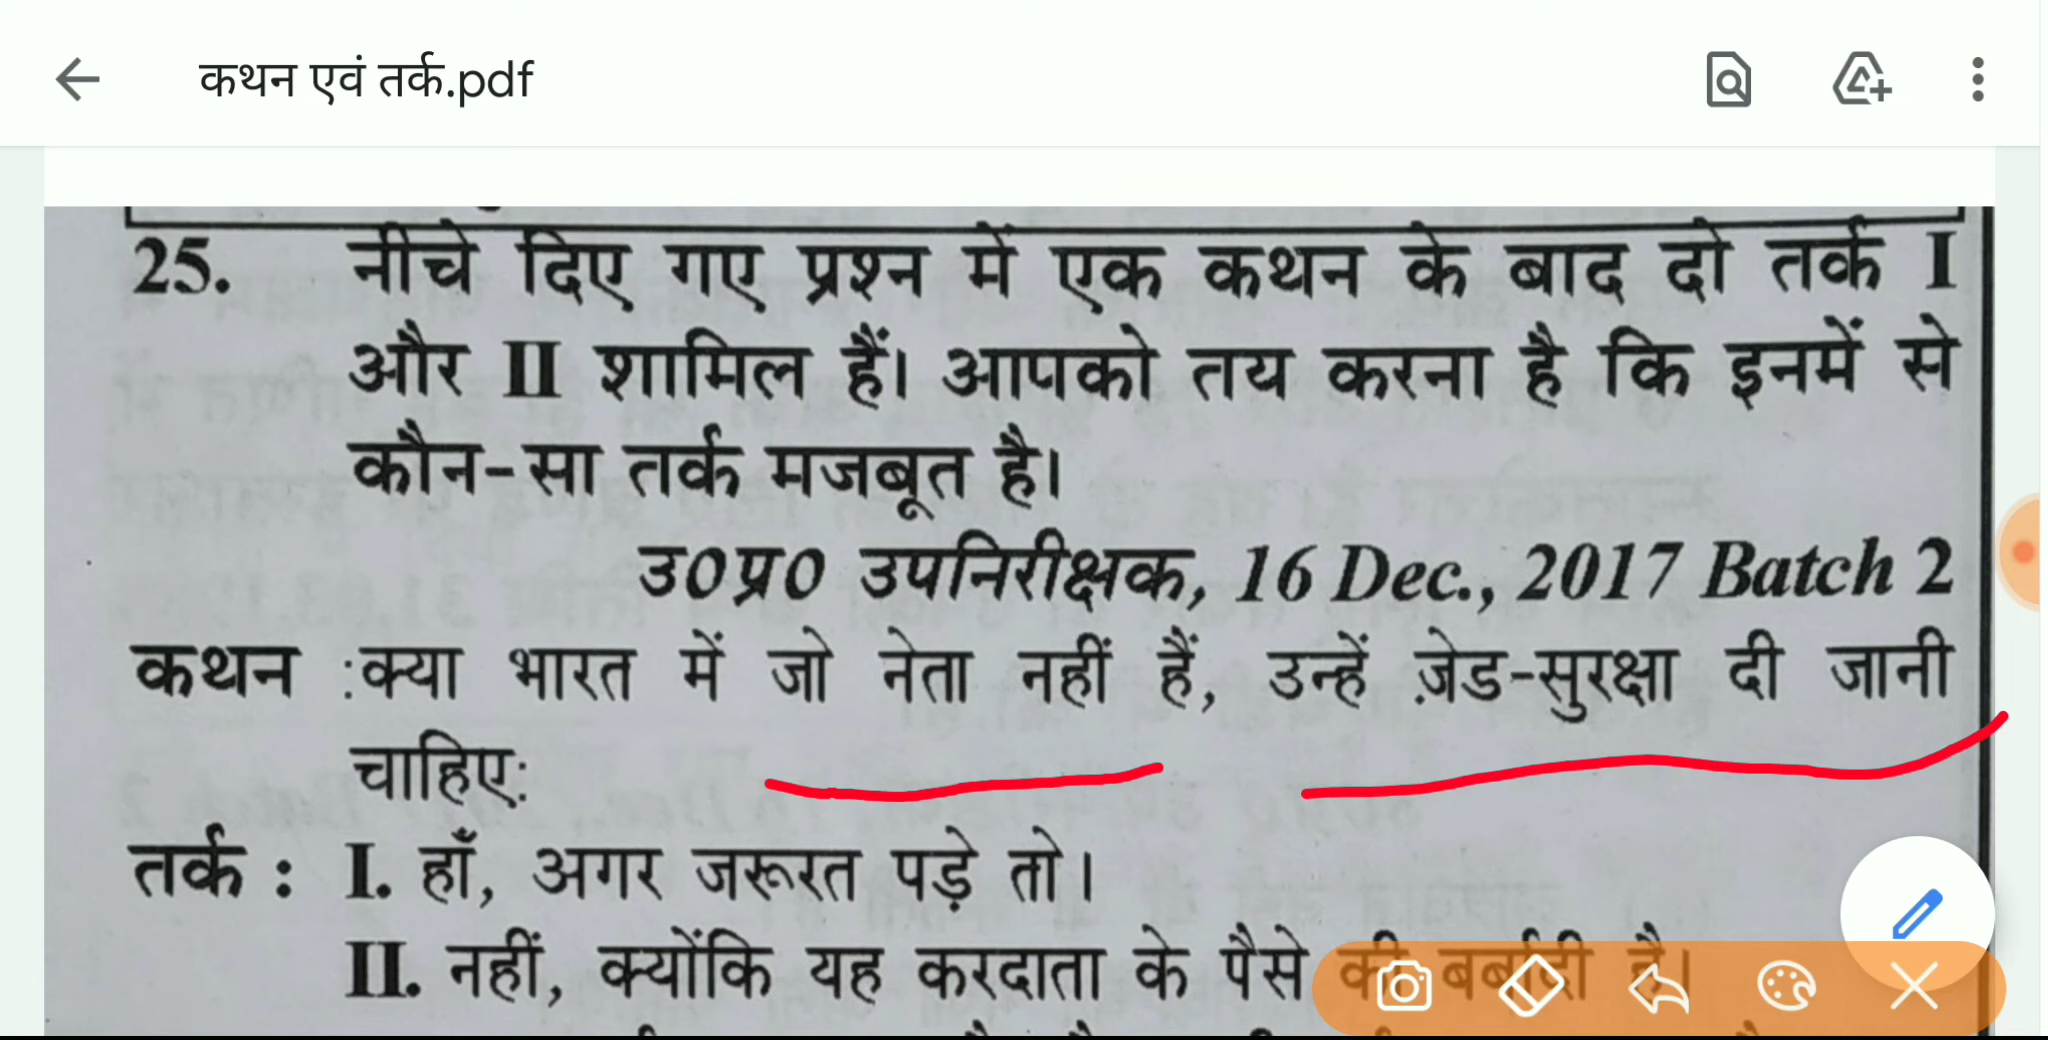 कथन एवं तर्क.pdf
25. नीचे दिए गए प्रश्न में एक कथन के बाद दो तर्क I
और II शामिल हैं। आपको तय करना है कि इनमें से
कौन-सा तर्क मजबूत है।
उ0प्र0 उपनिरीक्षक, 16 Dec., 2017 Batch 2
कथन :क्या भारत में जो नेता नहीं हैं, उन्हें ज़ेड-सुरक्षा दी जानी
चाहिए:
तर्क : I. हाँ, अगर जरूरत पड़े तो।
II. नहीं, क्योंकि यह करदाता के पैसे की बर्बादी है।